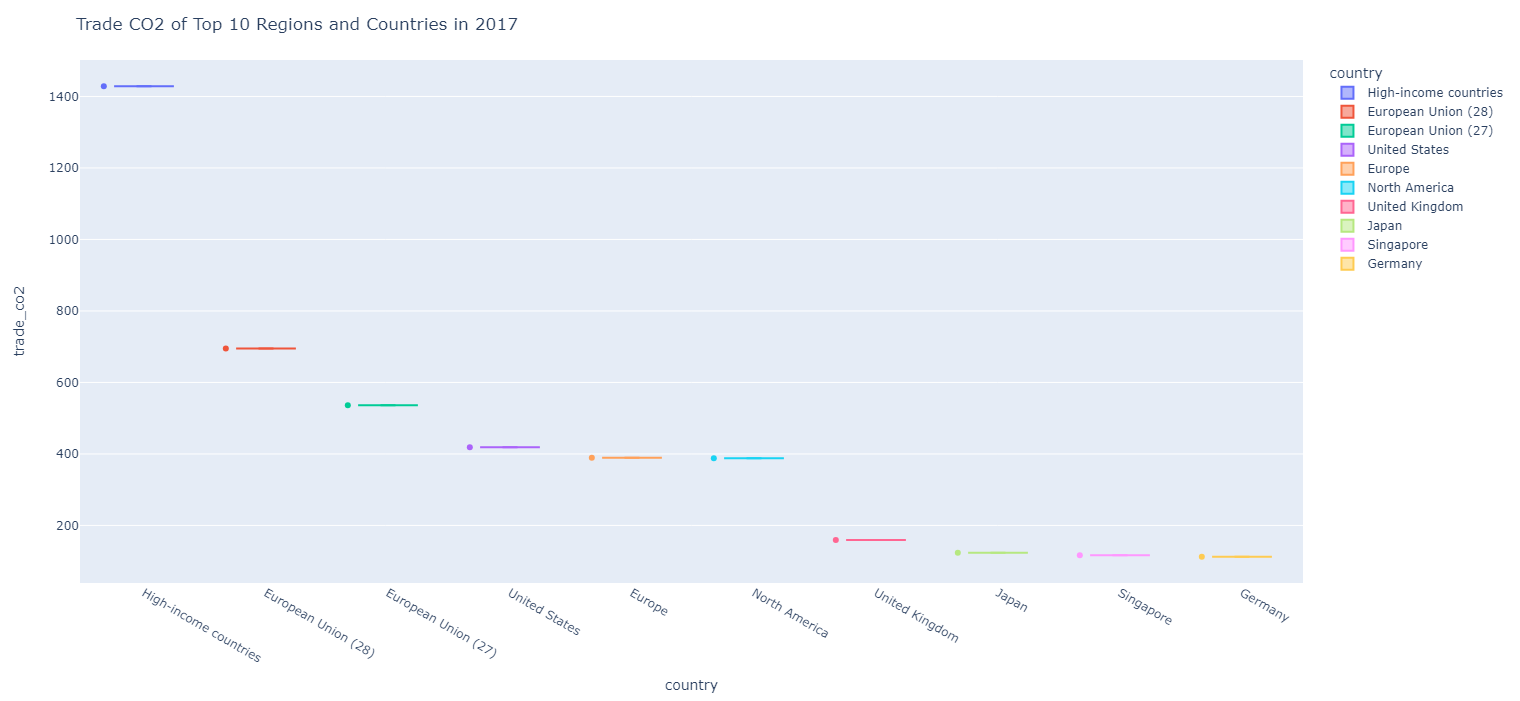 Trade CO2 of Top 10 Regions and Countries in 2017
country
High-income countries
European Union (28)
European Union (27)
United States
Europe
North America
United Kingdom
Japan
Singapore
Germany
1400
1200
1000
800
600
400
200
trade_co2
High-income countries
European Union (28)
European Union (27)
United States
Europe
North America
United Kingdom
Japan
Singapore
Germany
country